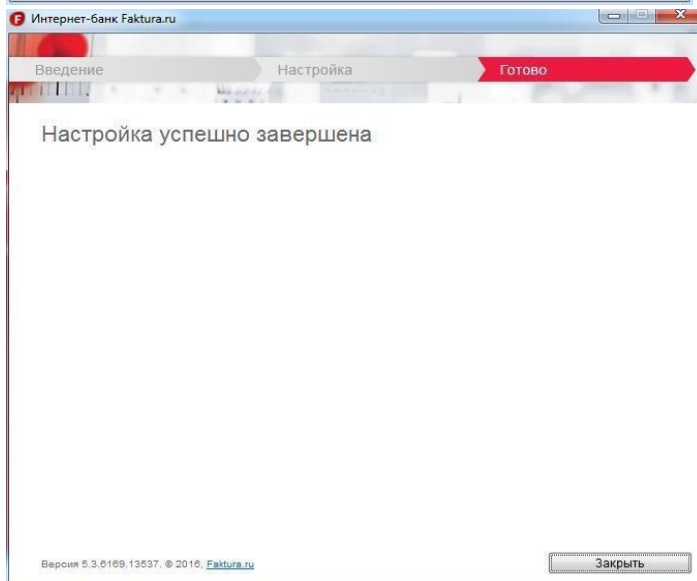 Интернет-банк Faktura.ru
Введение Настройка Готово
Настройка успешно завершена
Версия 5.3.6169.13537. © 2016, Faktura.ru
Закрыть